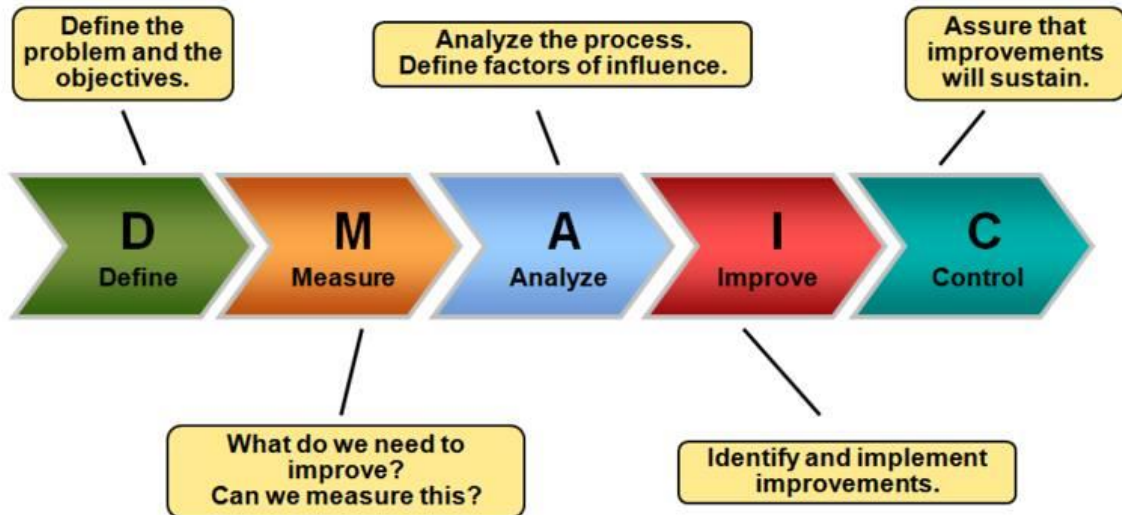 Define the
problem and the
objectives.
Analyze the process.
Define factors of influence.
Assure that
improvements
will sustain.
D
Define
M
Measure
A
Analyze
I
Improve
C
Control
What do we need to
improve?
Can we measure this?
Identify and implement
improvements.